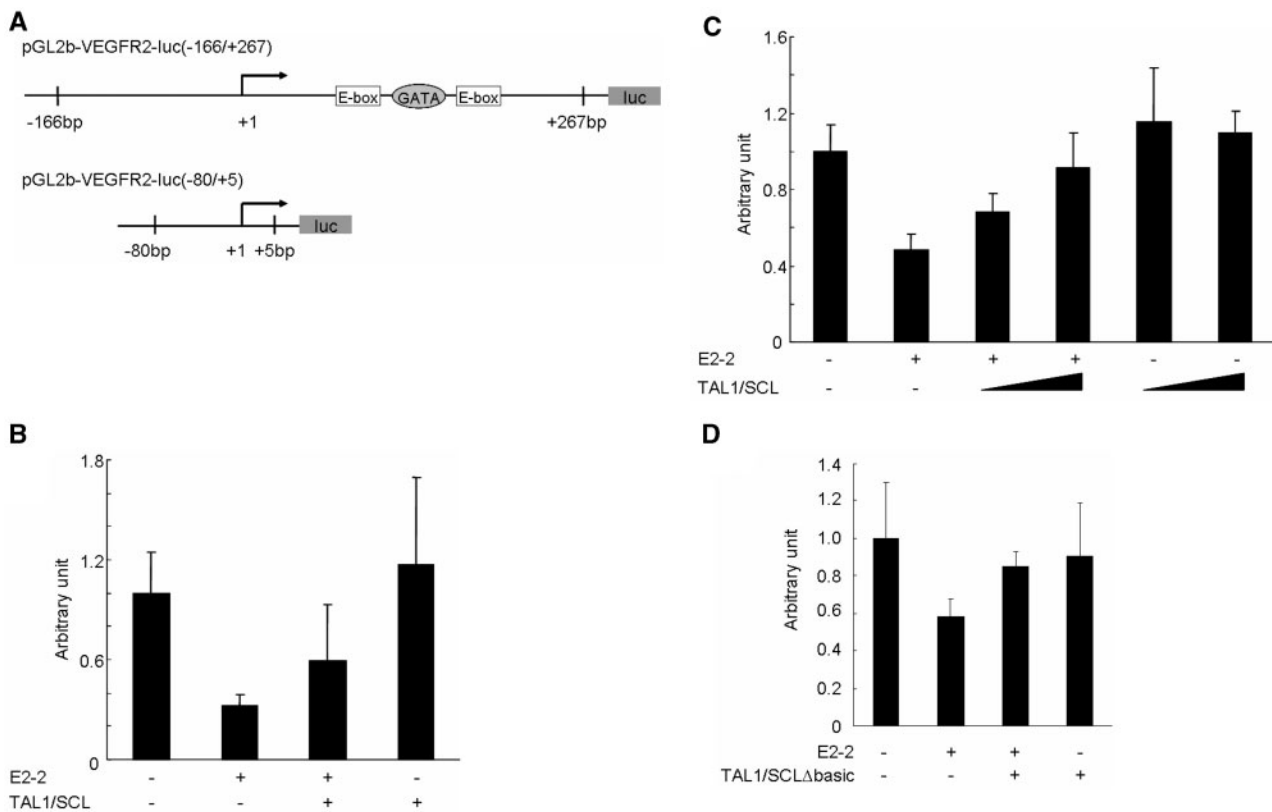 A
pGL2b-VEGFR2-luc(-166/+267)
E-box GATA E-box luc
-166bp +1 +267bp
pGL2b-VEGFR2-luc(-80/+5)
luc
-80bp +1 +5bp
B
Arbitrary unit
1.8
1.2
0.6
0
E2-2 - + + -
TAL1/SCL - - + +
C
Arbitrary unit
1.6
1.2
0.8
0.4
0
E2-2 - + + + - -
TAL1/SCL - -
D
Arbitrary unit
1.4
1.2
1.0
0.8
0.6
0.4
0.2
0
E2-2 - + + -
TAL1/SCLΔbasic - - + +